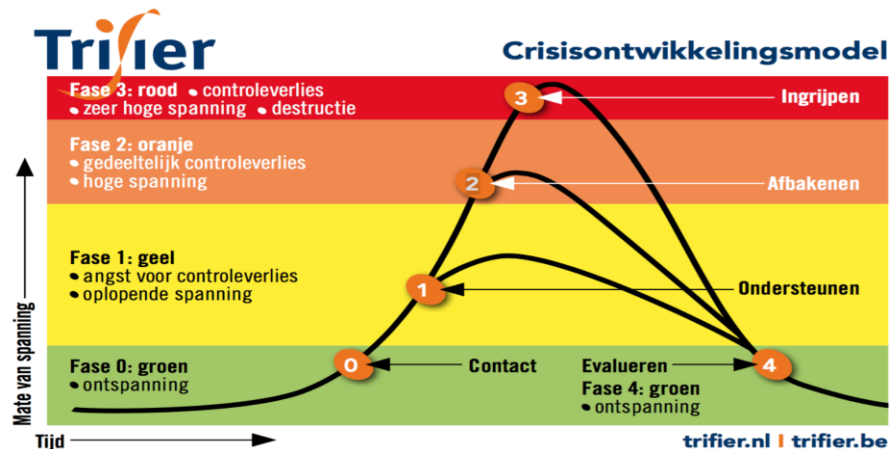 Trifier
Crisisontwikkelingsmodel
Fase 3: rood • controleverlies
• zeer hoge spanning • destructie
3
Ingrijpen
Fase 2: oranje
• gedeeltelijk controleverlies
• hoge spanning
2
Afbakenen
Fase 1: geel
• angst voor controleverlies
• oplopende spanning
1
Ondersteunen
Fase 0: groen
• ontspanning
0
Contact
Evalueren
4
Fase 4: groen
• ontspanning
Mate van spanning
Tijd
trifier.nl I trifier.be